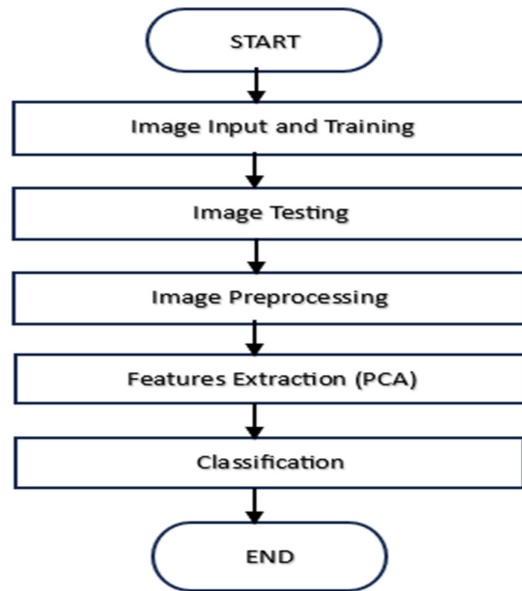 START
Image Input and Training
Image Testing
Image Preprocessing
Features Extraction (PCA)
Classification
END